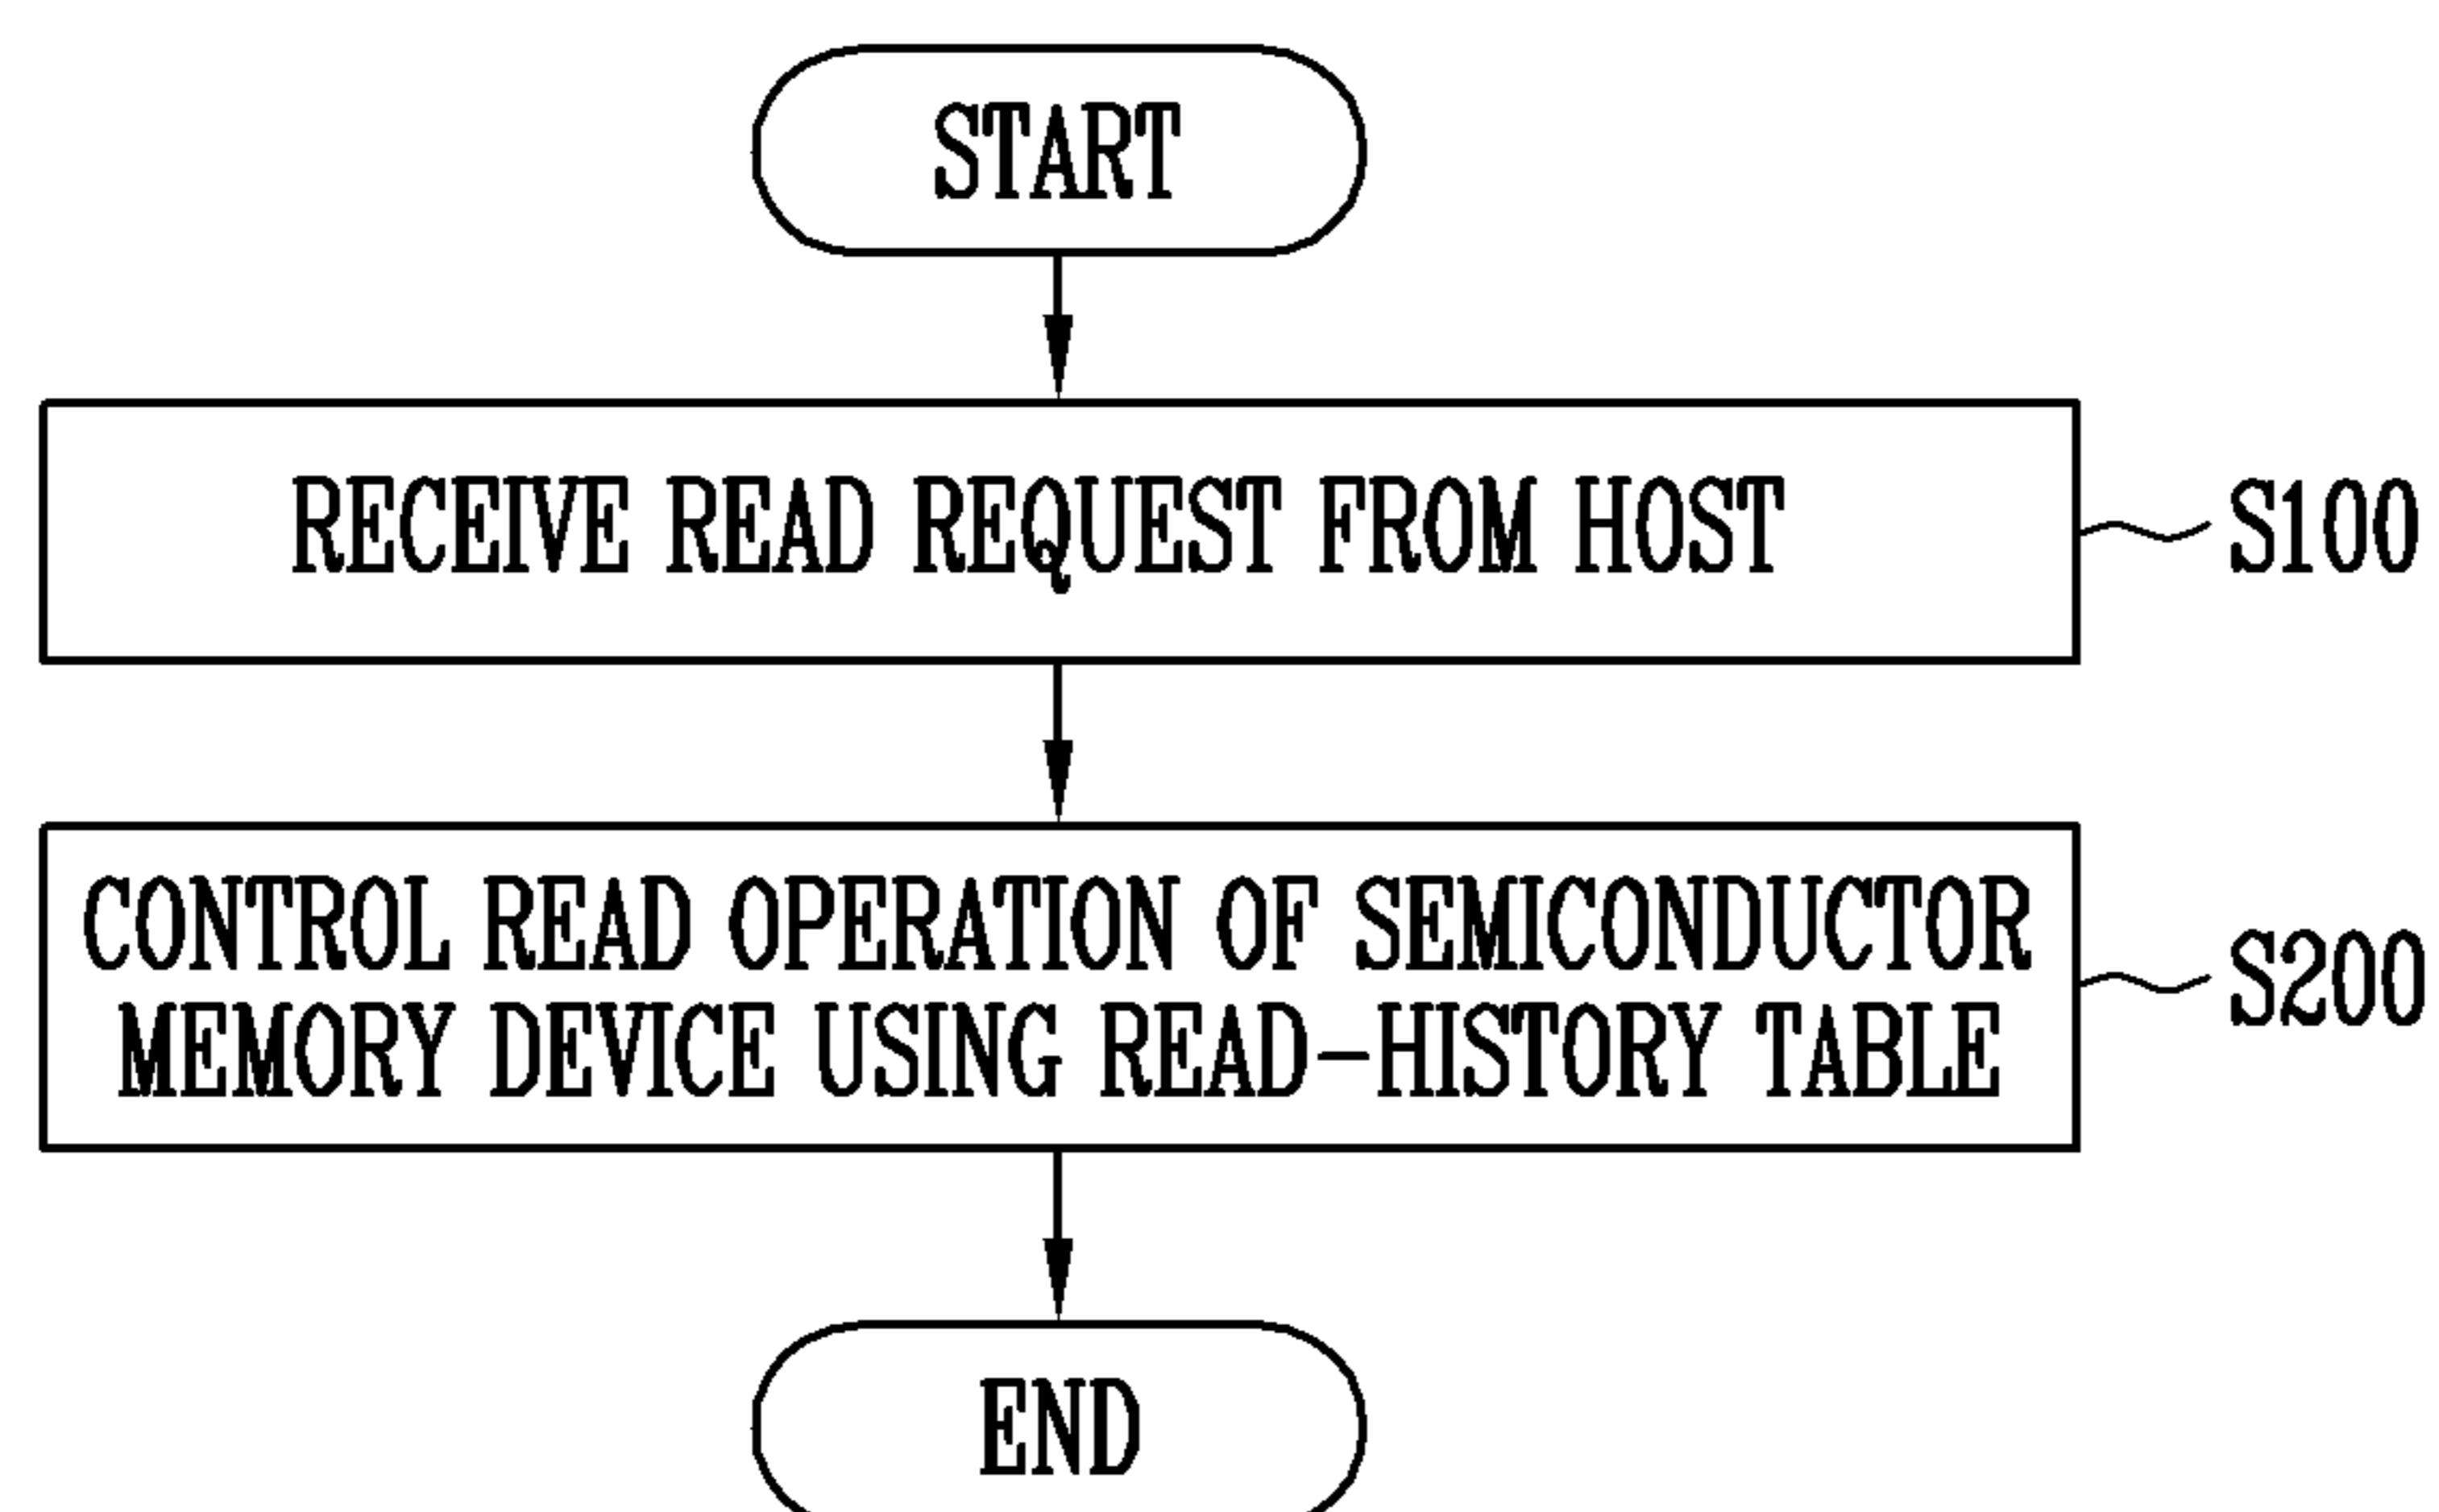 START
RECEIVE READ REQUEST FROM HOST
S100
CONTROL READ OPERATION OF SEMICONDUCTOR
MEMORY DEVICE USING READ-HISTORY TABLE
S200
END